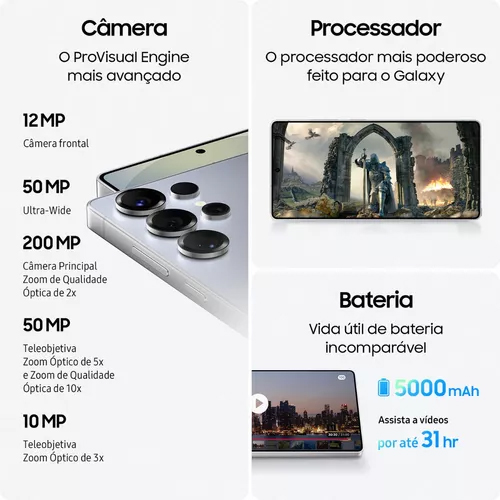 Câmera
O ProVisual Engine
mais avançado
12 MP
Câmera frontal
50 MP
Ultra-Wide
200 MP
Câmera Principal
Zoom de Qualidade
Óptica de 2x
50 MP
Teleobjetiva
Zoom Óptico de 5x
e Zoom de Qualidade
Óptica de 10x
10 MP
Teleobjetiva
Zoom Óptico de 3x
Processador
O processador mais poderoso
feito para o Galaxy
Bateria
Vida útil de bateria
incomparável
5000 mAh
Assista a vídeos
por até 31 hr